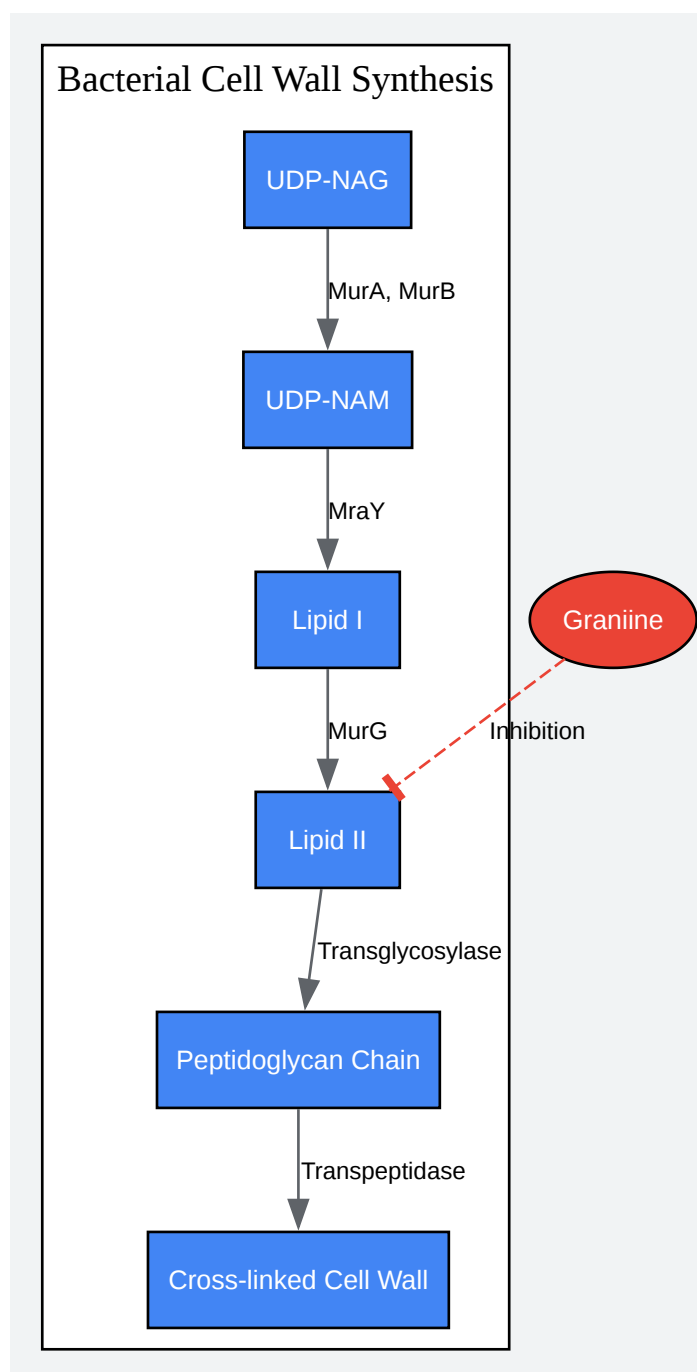 Bacterial Cell Wall Synthesis
UDP-NAG
MurA, MurB
UDP-NAM
MraY
Lipid I
Graniine
MurG
Inhibition
Lipid II
Transglycosylase
Peptidoglycan Chain
Transpeptidase
Cross-linked Cell Wall